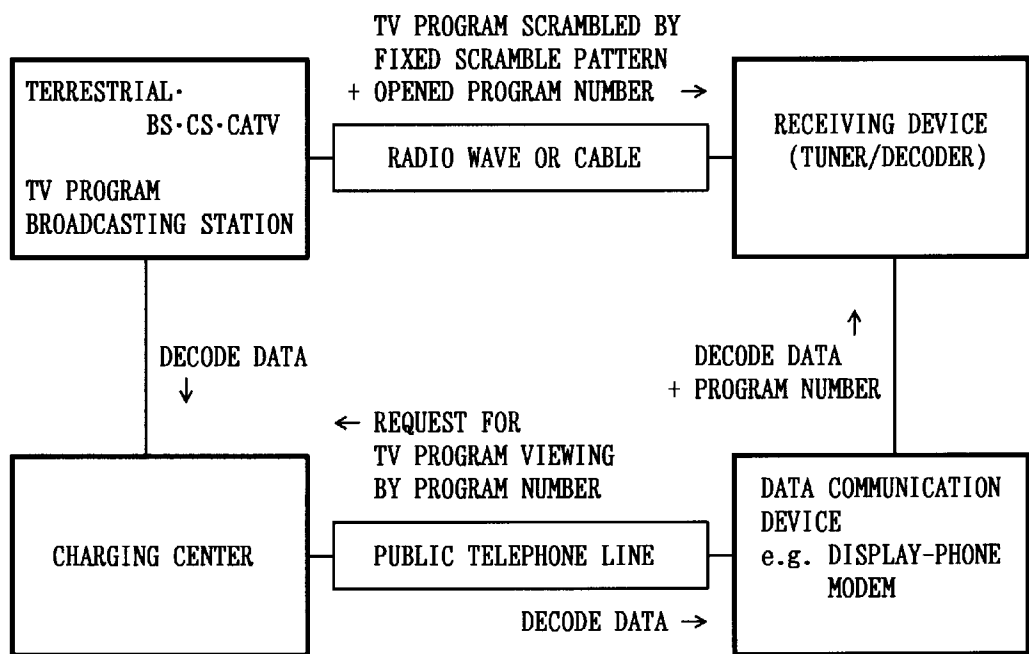 TV PROGRAM SCRAMBLED BY
FIXED SCRAMBLE PATTERN
+ OPENED PROGRAM NUMBER →
TERRESTRIAL·
BS·CS·CATV
TV PROGRAM
BROADCASTING STATION
RADIO WAVE OR CABLE
RECEIVING DEVICE
(TUNER/DECODER)
DECODE DATA
↓
↑
DECODE DATA
+ PROGRAM NUMBER
← REQUEST FOR
TV PROGRAM VIEWING
BY PROGRAM NUMBER
CHARGING CENTER
PUBLIC TELEPHONE LINE
DATA COMMUNICATION
DEVICE
e.g. DISPLAY-PHONE
MODEM
DECODE DATA →